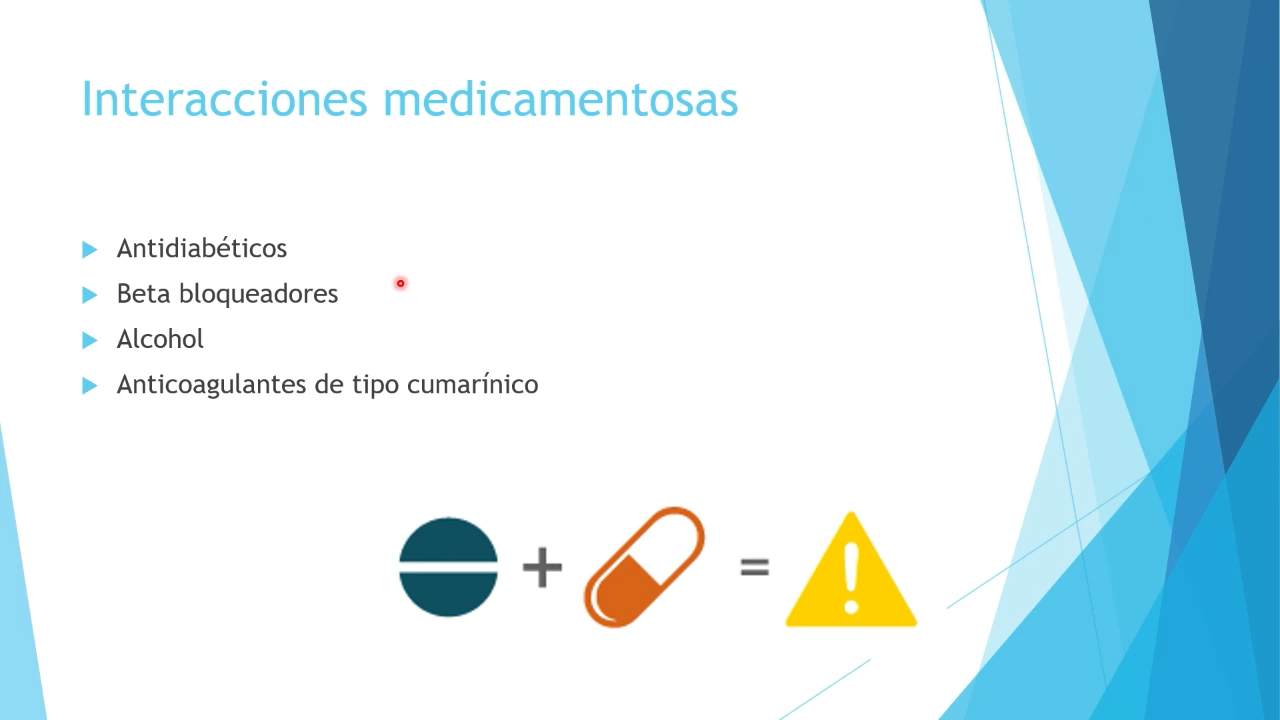 Interacciones medicamentosas
Antidiabéticos
Beta bloqueadores
Alcohol
Anticoagulantes de tipo cumarínico